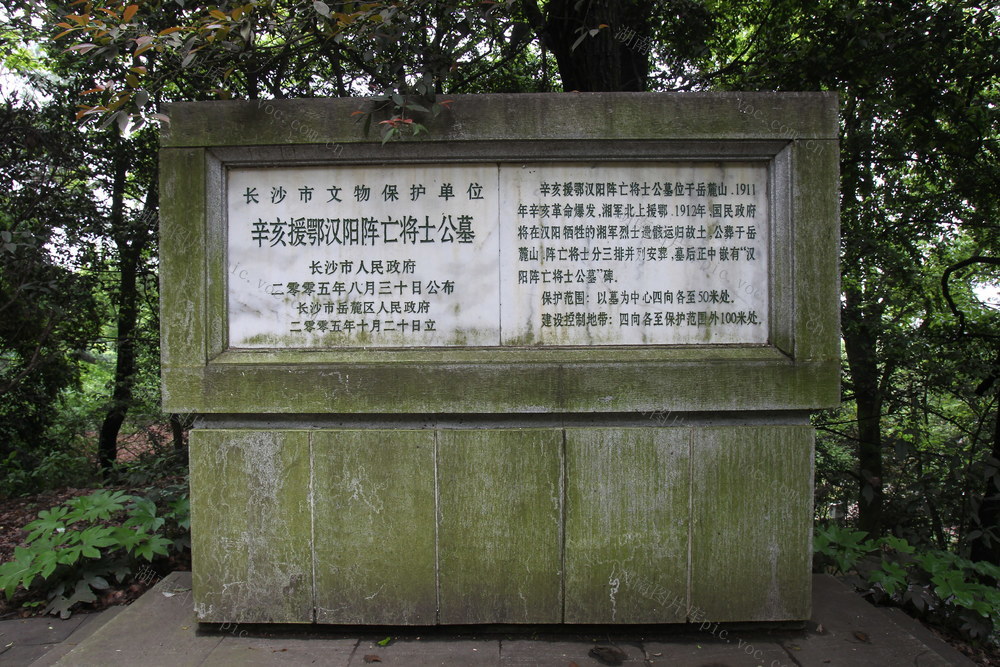 长沙市文物保护单位
辛亥援鄂汉阳阵亡将士公墓
长沙市人民政府
二零零五年八月三十日公布
长沙市岳麓区人民政府
二零零五年十月二十日立
辛亥援鄂汉阳阵亡将士公墓位于岳麓山。1911
年辛亥革命爆发，湘军北上援鄂。1912年，国民政府
将在汉阳牺牲的湘军烈士遗骸运归故土，公葬于岳
麓山。阵亡将士分三排并列安葬，墓后正中嵌有“汉
阳阵亡将士公墓”碑。
保护范围：以墓为中心四向各至50米处。
建设控制地带：四向各至保护范围外100米处。